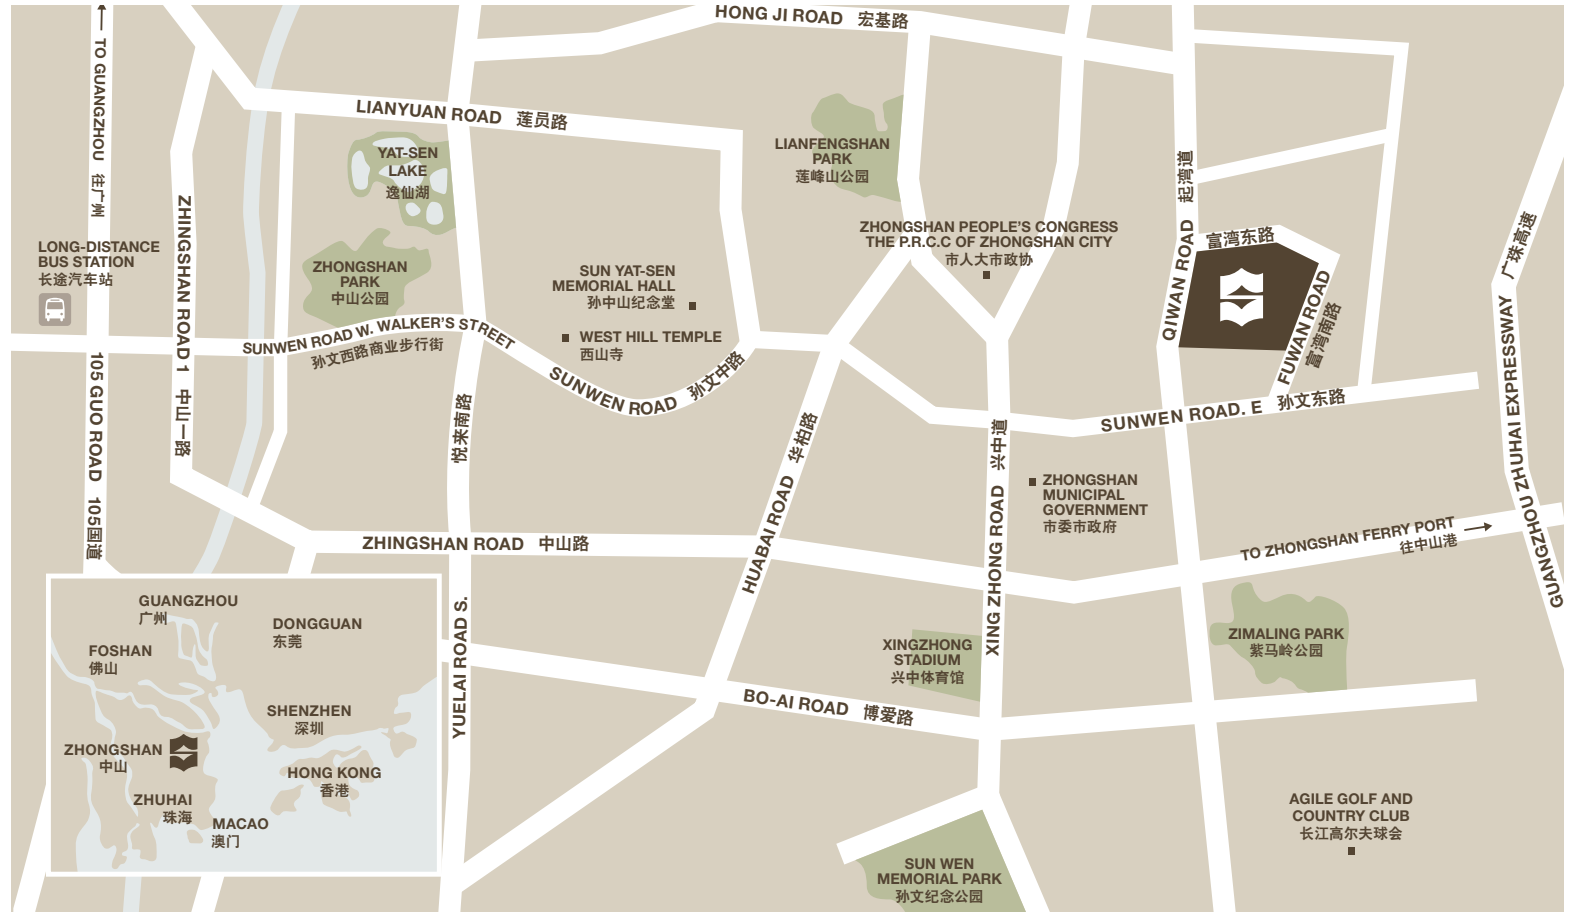 HONG JI ROAD 宏基路
TO GUANGZHOU 往广州
LIANYUAN ROAD 莲员路
YAT-SEN
LAKE
逸仙湖
LIANFENGSHAN
PARK
莲峰山公园
QIWAN ROAD 起湾道
ZHINGSHAN ROAD 1 中山一路
LONG-DISTANCE
BUS STATION
长途汽车站
ZHONGSHAN
PARK
中山公园
SUN YAT-SEN
MEMORIAL HALL
孙中山纪念堂
WEST HILL TEMPLE
西山寺
ZHONGSHAN PEOPLE'S CONGRESS
THE P.R.C.C OF ZHONGSHAN CITY
市人大市政协
富湾东路
FUWAN ROAD
富湾南路
GUANGZHOU ZHUHAI EXPRESSWAY 广珠高速
SUNWEN ROAD W. WALKER'S STREET
孙文西路商业步行街
SUNWEN ROAD 孙文中路
SUNWEN ROAD. E 孙文东路
105 GUO ROAD 105国道
YUELAI ROAD S.
悦来南路
HUABAI ROAD 华柏路
XING ZHONG ROAD 兴中道
ZHONGSHAN
MUNICIPAL
GOVERNMENT
市委市政府
ZHINGSHAN ROAD 中山路
TO ZHONGSHAN FERRY PORT
往中山港
XINGZHONG
STADIUM
兴中体育馆
ZIMALING PARK
紫马岭公园
BO-AI ROAD 博爱路
AGILE GOLF AND
COUNTRY CLUB
长江高尔夫球会
SUN WEN
MEMORIAL PARK
孙文纪念公园
GUANGZHOU
广州
DONGGUAN
东莞
FOSHAN
佛山
SHENZHEN
深圳
ZHONGSHAN
中山
HONG KONG
香港
ZHUHAI
珠海
MACAO
澳门